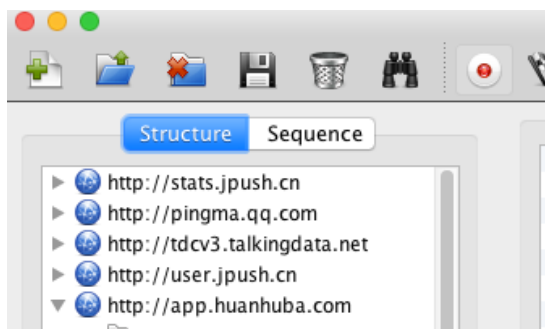 Structure Sequence
http://stats.jpush.cn
http://pingma.qq.com
http://tdcv3.talkingdata.net
http://user.jpush.cn
http://app.huanhuba.com